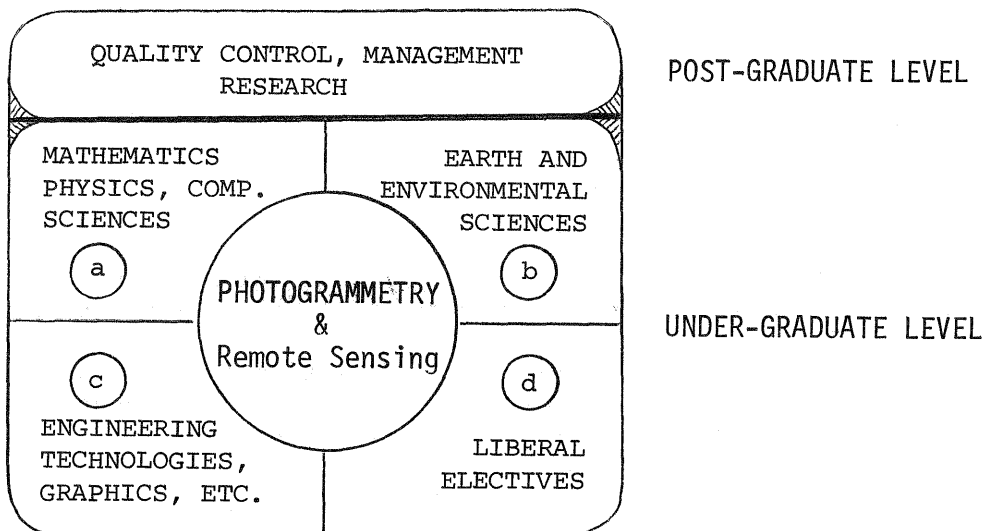 QUALITY CONTROL, MANAGEMENT
RESEARCH
POST-GRADUATE LEVEL
MATHEMATICS
PHYSICS, COMP.
SCIENCES
a
EARTH AND
ENVIRONMENTAL
SCIENCES
b
PHOTOGRAMMETRY
&
Remote Sensing
UNDER-GRADUATE LEVEL
c
ENGINEERING
TECHNOLOGIES,
GRAPHICS, ETC.
d
LIBERAL
ELECTIVES